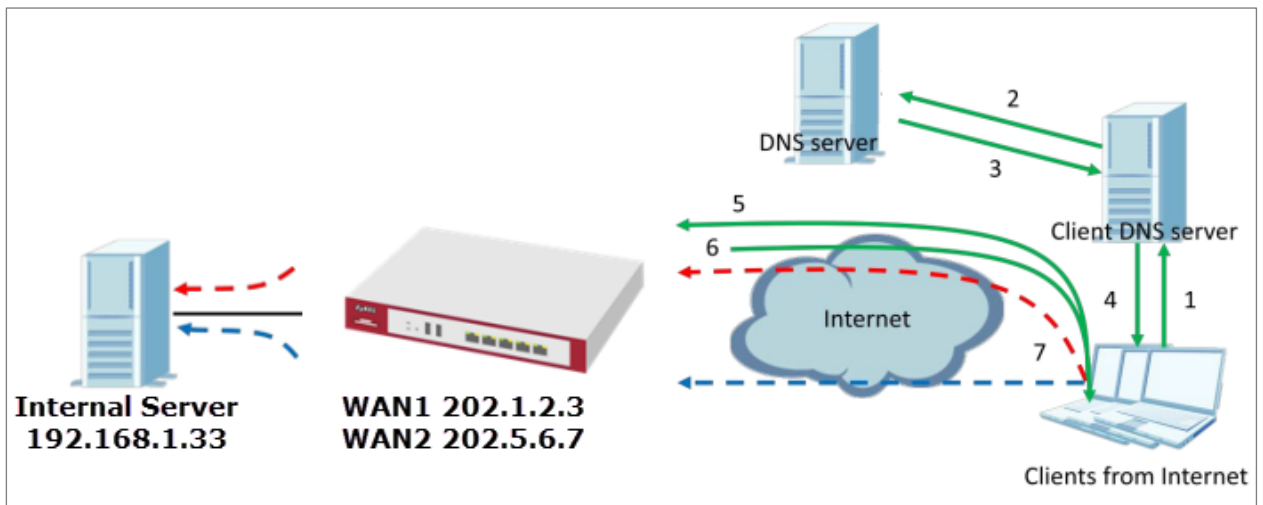 2
DNS server
3
5
Client DNS server
6
4
1
Internet
7
ZyXEL
Internal Server
192.168.1.33
WAN1 202.1.2.3
WAN2 202.5.6.7
Clients from Internet